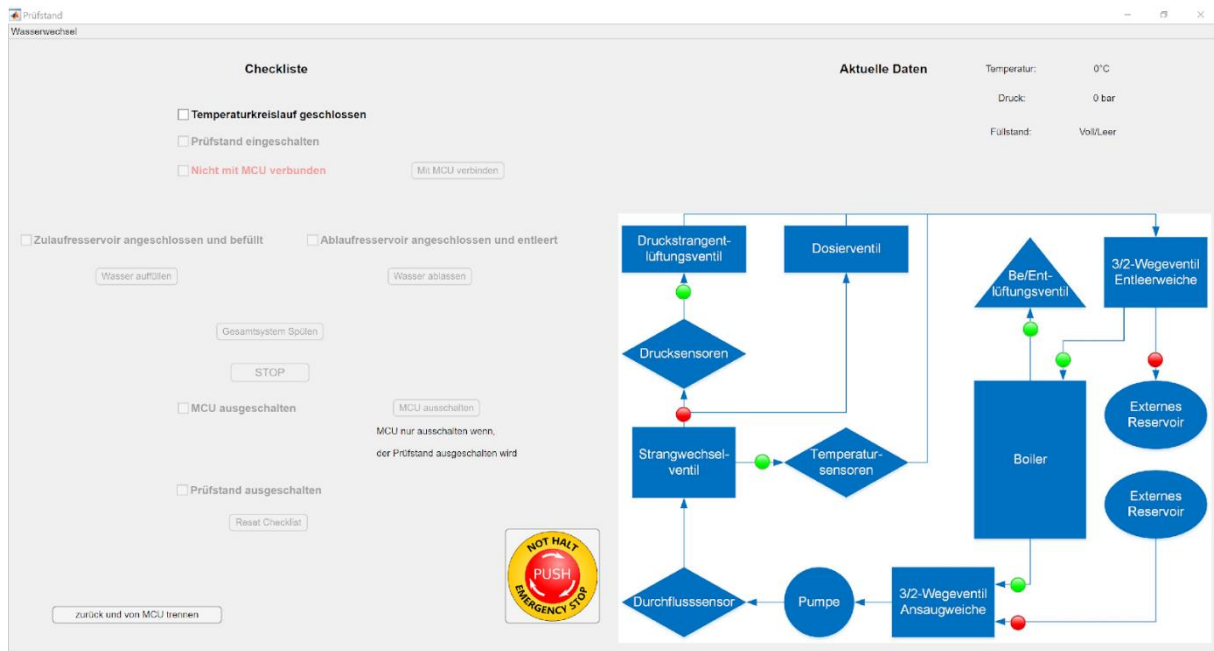 Prüfstand
Wasserwechsel
Checkliste
Temperaturkreislauf geschlossen
Prüfstand eingeschalten
Nicht mit MCU verbunden
Mit MCU verbinden
Zulaufresservoir angeschlossen und befüllt
Ablaufresservoir angeschlossen und entleert
Wasser auffüllen
Wasser ablassen
Gesamtsystem Spülen
STOP
MCU ausgeschalten
MCU ausschalten
MCU nur ausschalten wenn,
der Prüfstand ausgeschalten wird
Prüfstand ausgeschalten
Reset Checklist
zurück und von MCU trennen
NOT HALT
PUSH
EMERGENCY STOP
Aktuelle Daten
Temperatur: 0°C
Druck: 0 bar
Füllstand: Voll/Leer
Druckstrangent-
lüftungsventil
Dosierventil
Be/Ent-
lüftungsventil
3/2-Wegeventil
Entleerweiche
Drucksensoren
Externes
Reservoir
Strangwechsel-
ventil
Temperatur-
sensoren
Boiler
Externes
Reservoir
Durchflusssensor
Pumpe
3/2-Wegeventil
Ansaugweiche